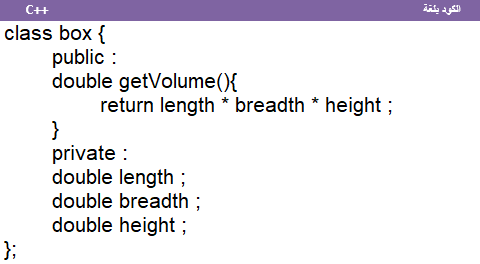 C++ الكود بلغة
class box {
public :
double getVolume(){
return length * breadth * height ;
}
private :
double length ;
double breadth ;
double height ;
};